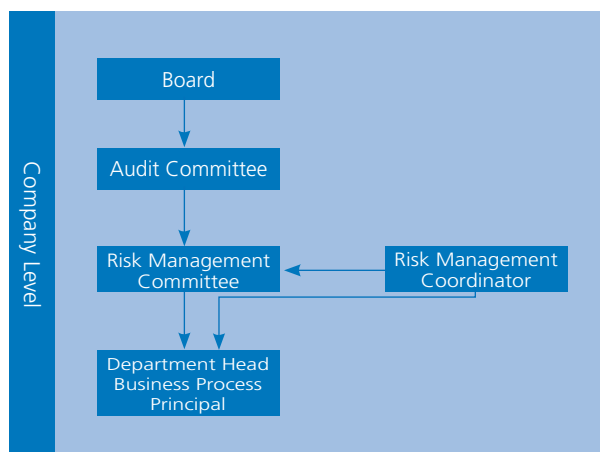 Company Level
Board
Audit Committee
Risk Management
Committee
Risk Management
Coordinator
Department Head
Business Process
Principal